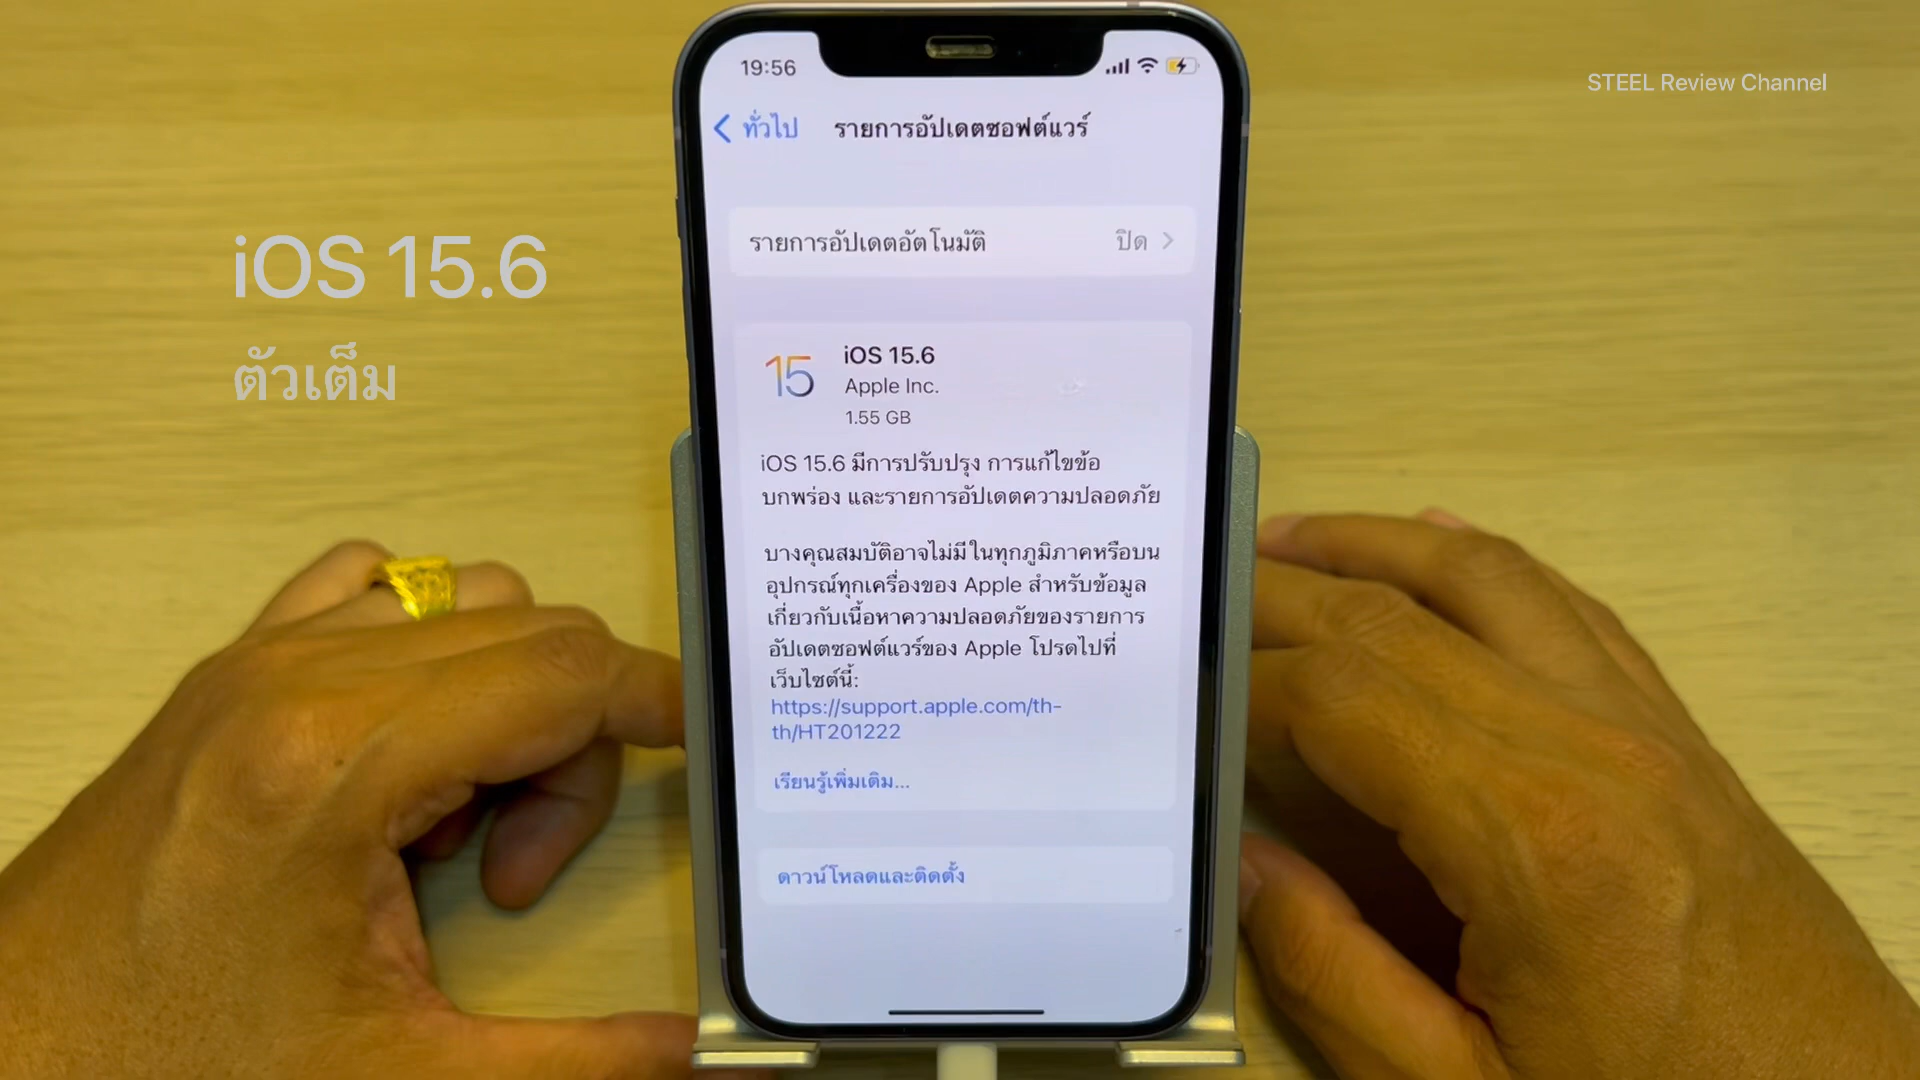 STEEL Review Channel
iOS 15.6
ตัวเต็ม
19:56
ทั่วไป
รายการอัปเดตซอฟต์แวร์
รายการอัปเดตอัตโนมัติ ปิด
15
iOS 15.6
Apple Inc.
1.55 GB
iOS 15.6 มีการปรับปรุง การแก้ไขข้อ
บกพร่อง และรายการอัปเดตความปลอดภัย
บางคุณสมบัติอาจไม่มีในทุกภูมิภาคหรือบน
อุปกรณ์ทุกเครื่องของ Apple สำหรับข้อมูล
เกี่ยวกับเนื้อหาความปลอดภัยของรายการ
อัปเดตซอฟต์แวร์ของ Apple โปรดไปที่
เว็บไซต์นี้:
https://support.apple.com/th-
th/HT201222
เรียนรู้เพิ่มเติม...
ดาวน์โหลดและติดตั้ง